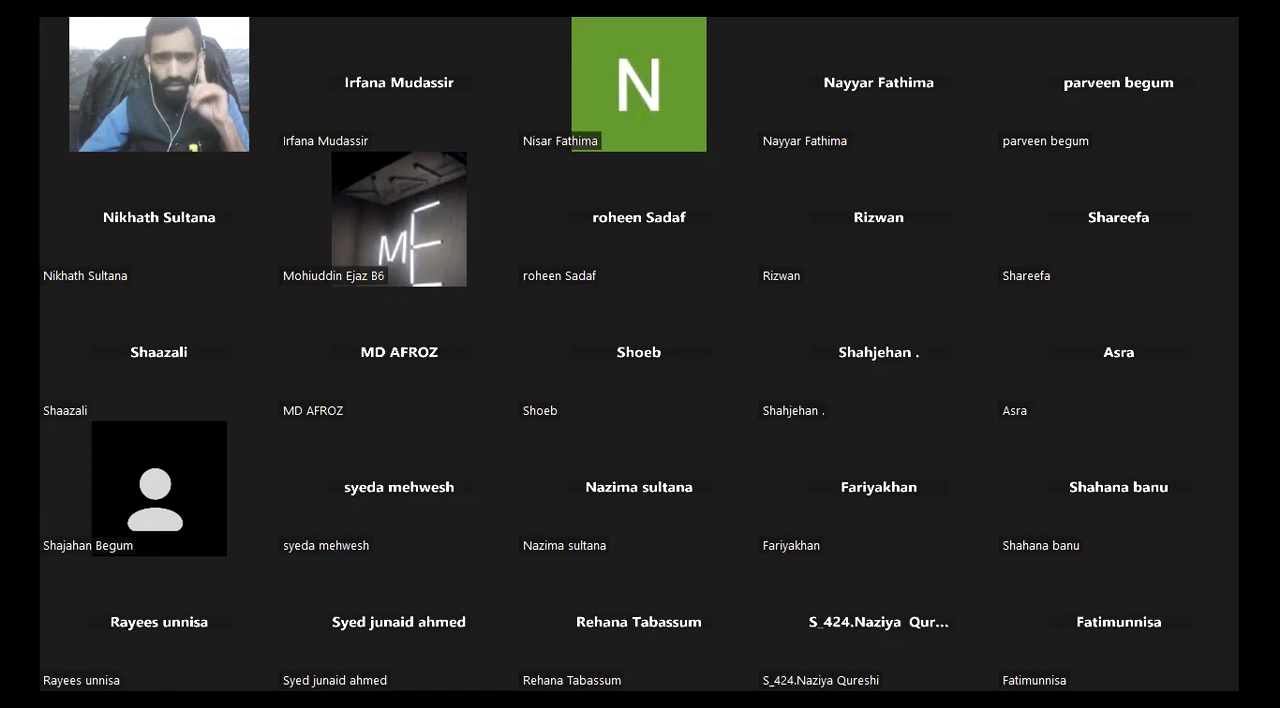 Irfana Mudassir
N
Nayyar Fathima
parveen begum
Irfana Mudassir
Nisar Fathima
Nayyar Fathima
parveen begum
Nikhath Sultana
ME
roheen Sadaf
Rizwan
Shareefa
Nikhath Sultana
Mohiuddin Ejaz B6
roheen Sadaf
Rizwan
Shareefa
Shaazali
MD AFROZ
Shoeb
Shahjehan .
Asra
Shaazali
MD AFROZ
Shoeb
Shahjehan .
Asra
syeda mehwesh
Nazima sultana
Fariyakhan
Shahana banu
Shajahan Begum
syeda mehwesh
Nazima sultana
Fariyakhan
Shahana banu
Rayees unnisa
Syed junaid ahmed
Rehana Tabassum
S_424.Naziya Qur...
Fatimunnisa
Rayees unnisa
Syed junaid ahmed
Rehana Tabassum
S_424.Naziya Qureshi
Fatimunnisa